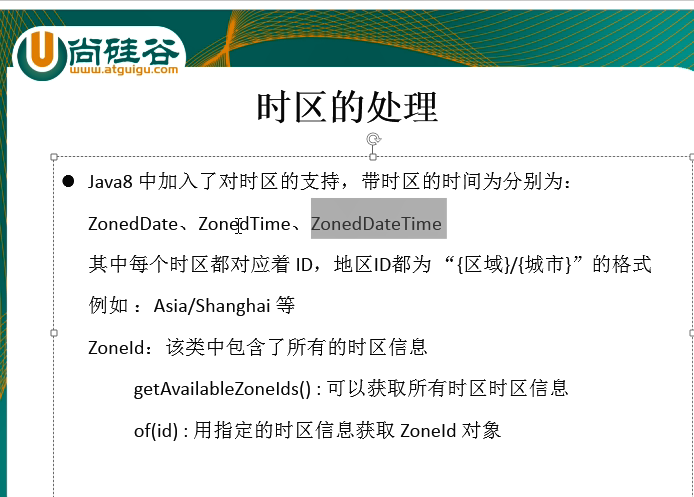 尚硅谷
www.atguigu.com
时区的处理
● Java8 中加入了对时区的支持，带时区的时间为分别为：
ZonedDate、ZonedTime、ZonedDateTime
其中每个时区都对应着 ID，地区ID都为 “{区域}/{城市}”的格式
例如 ：Asia/Shanghai 等
ZoneId：该类中包含了所有的时区信息
getAvailableZoneIds() : 可以获取所有时区时区信息
of(id) : 用指定的时区信息获取 ZoneId 对象